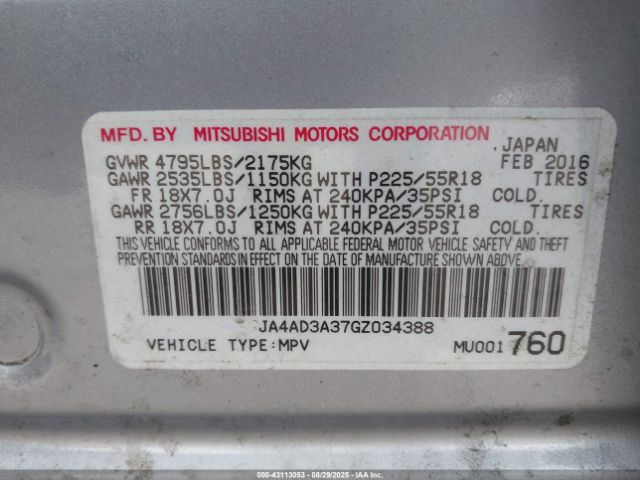 MFD. BY MITSUBISHI MOTORS CORPORATION
, JAPAN
GVWR 4795LBS/2175KG FEB 2016
GAWR 2535LBS/1150KG WITH P225/55R18 TIRES
FR 18X7.0J RIMS AT 240KPA/35PSI COLD.
GAWR 2756LBS/1250KG WITH P225/55R18 TIRES
RR 18X7.0J RIMS AT 240KPA/35PSI COLD.
THIS VEHICLE CONFORMS TO ALL APPLICABLE FEDERAL MOTOR VEHICLE SAFETY AND THEFT
PREVENTION STANDARDS IN EFFECT ON THE DATE OF MANUFACTURE SHOWN ABOVE.
JA4AD3A37GZ034388
VEHICLE TYPE:MPV MU001 760
000-43113053 - 08/29/2025 - IAAI.COM